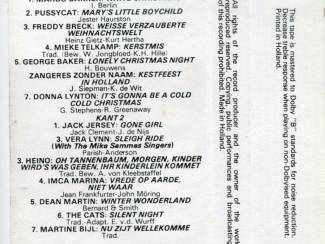 I. Berlin
2. PUSSYCAT: MARY'S LITTLE BOYCHILD
Jester Hauston
3. FREDDY BRECK: WEISSE VERZAUBERTE
WEIHNACHTSWELT
Heinz Gietz-Kurt Hertha
4. MIEKE TELKAMP: KERSTMIS
Trad. (Bew. W. Jongbloed-K.H. Hille)
5. GEORGE BAKER: LONELY CHRISTMAS NIGHT
H. Bouwens
ZANGERES ZONDER NAAM: KESTFEEST
IN HOLLAND
J. Siepman-K. de Wit
7. DONNA LYNTON: IT'S GONNA BE A COLD
COLD CHRISTMAS
G. Stephens-R. Greenaway
KANT 2
1. JACK JERSEY: GONE GIRL
Jack Clement-J. de Nijs
3. VERA LYNN: SLEIGH RIDE
(With The Mike Sammes Singers)
Parish-Anderson
3. HEINO: OH TANNENBAUM, MORGEN, KINDER
WIRD'S WAS GEBEN, IHR KINDERLEIN KOMMET
Trad. Bew. A. von Kleebstaffel
4. IMCA MARINA: VREDE OP AARDE,
NIET WAAR
Jean Frankfurter-John Möring
5. DEAN MARTIN: WINTER WONDERLAND
Bernard & Smith
6. THE CATS: SILENT NIGHT
Trad.-Adapt. E. v.d. Wurff
7. MARTINE BIJL: NU ZIJT WELLEKOMME
Trad.
All rights of the record producer and the owner of the work
reproduced reserved. Copying, public performances and broadcasting
of this recording prohibited. Made in Holland.
This tape is mastered to Dolby "B" standards for noise reduction.
Decrease treble response when playing on non-Dolbyised equipment.
Printed in Holland.